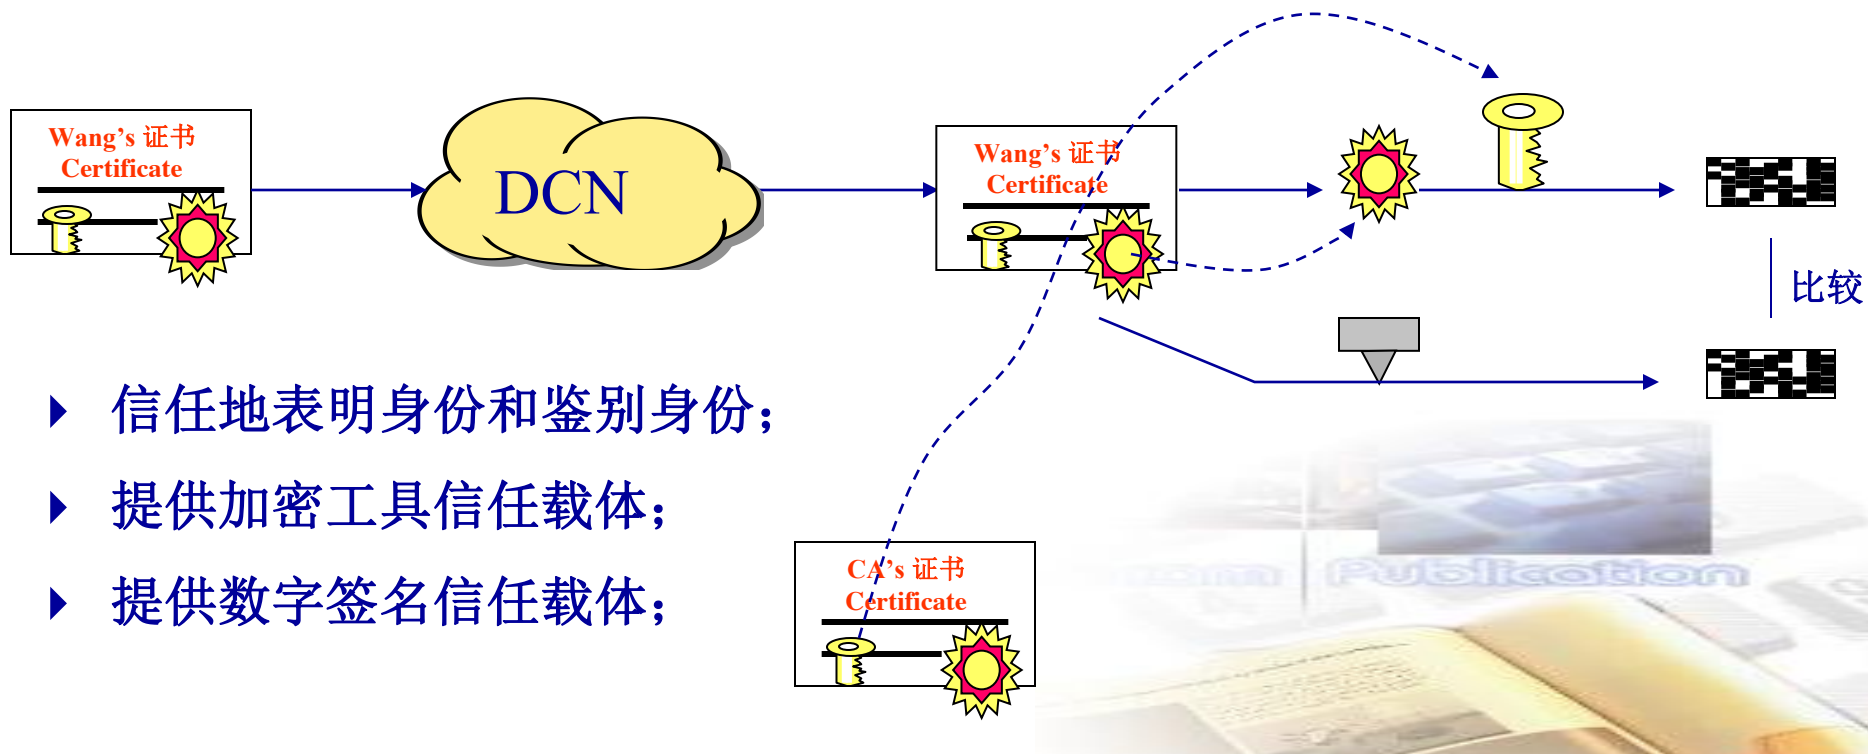 Wang’s 证书
Certificate
DCN
Wang’s 证书
Certificate
比较
信任地表明身份和鉴别身份；
提供加密工具信任载体；
提供数字签名信任载体；
CA’s 证书
Certificate
Publication